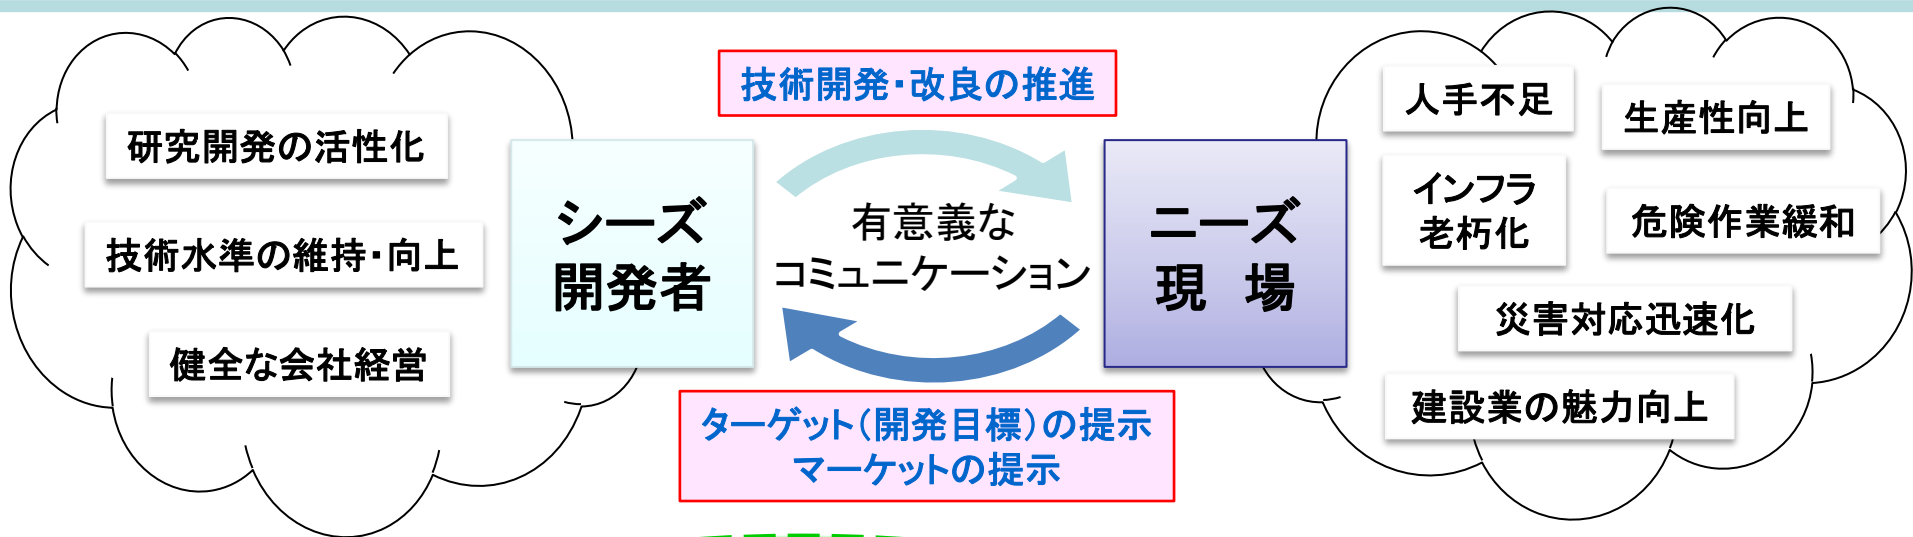 研究開発の活性化
技術水準の維持・向上
健全な会社経営
シーズ
開発者
技術開発・改良の推進
有意義な
コミュニケーション
ターゲット（開発目標）の提示
マーケットの提示
ニーズ
現　場
人手不足
生産性向上
インフラ
老朽化
危険作業緩和
災害対応迅速化
建設業の魅力向上